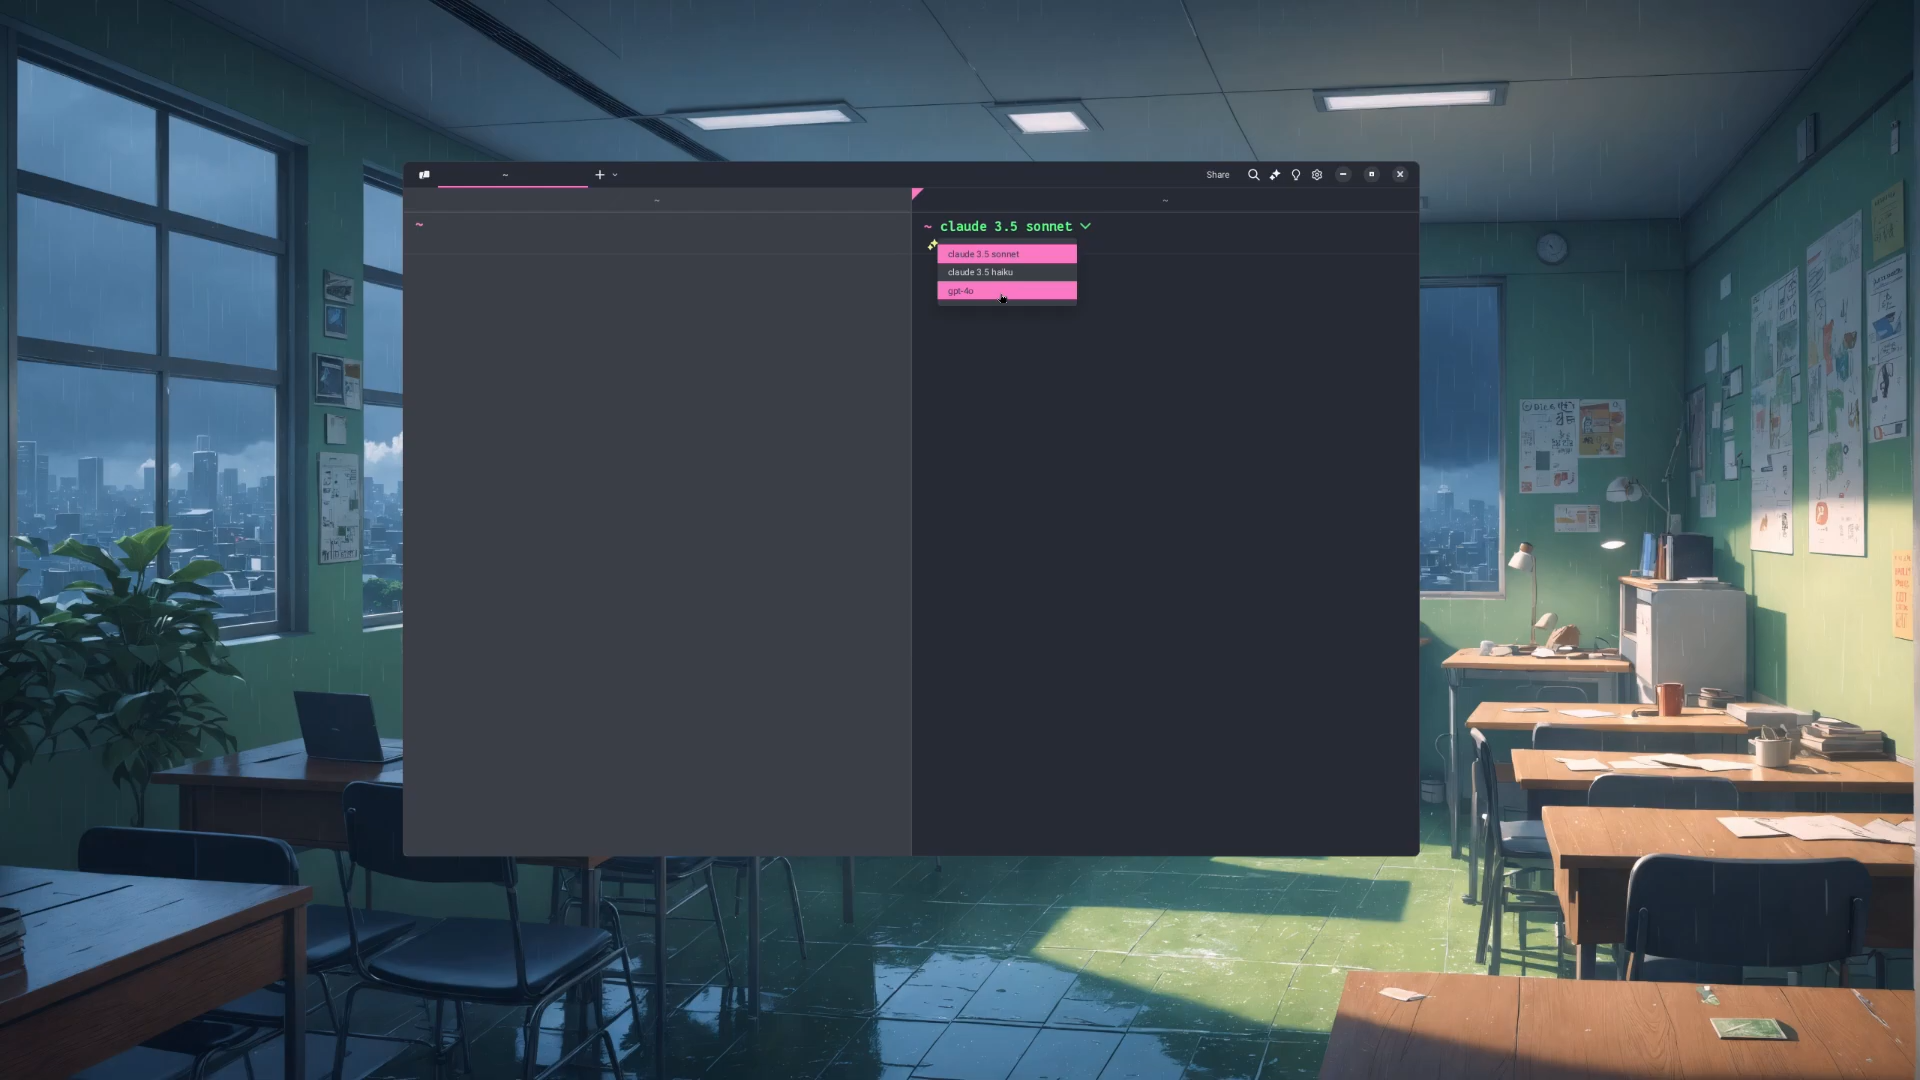 ~
Share
~
~
~
~ claude 3.5 sonnet
claude 3.5 sonnet
claude 3.5 haiku
gpt-4o